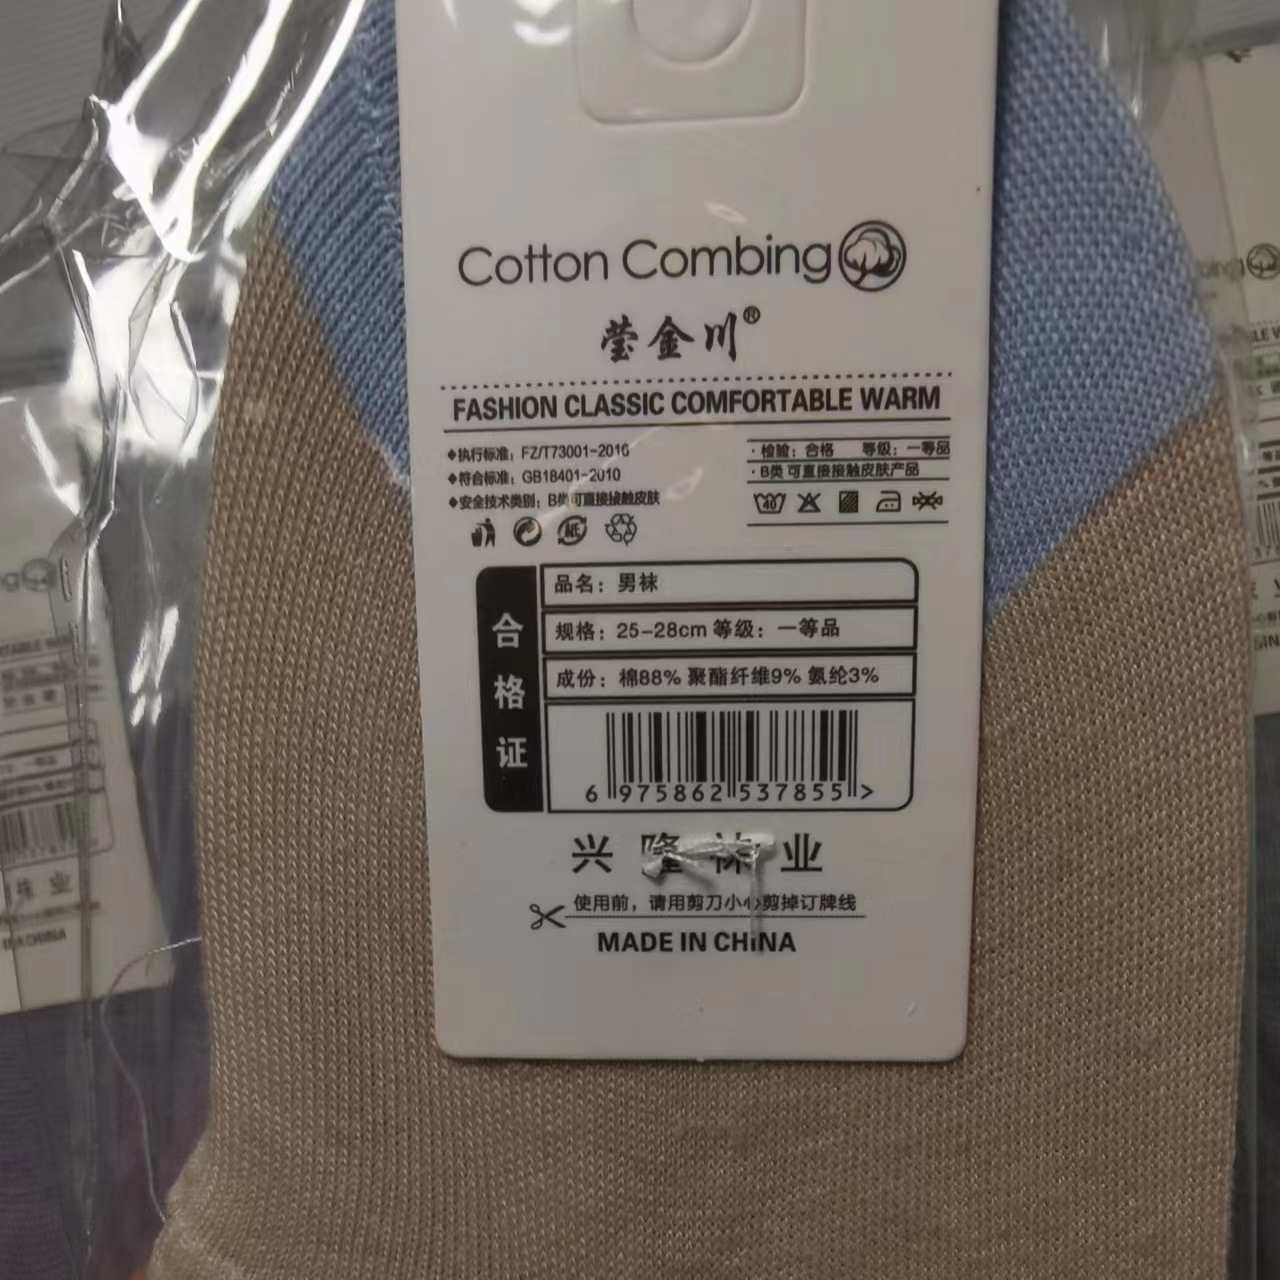 Cotton Combing
莹金川®
FASHION CLASSIC COMFORTABLE WARM
◆执行标准: FZ/T73001-2016
◆符合标准: GB18401-2010
◆安全技术类别: B类可直接接触皮肤
·检验: 合格 等级: 一等品
·B类可直接接触皮肤产品
40
合格证
品名: 男袜
规格: 25-28cm 等级: 一等品
成份: 棉88% 聚酯纤维9% 氨纶3%
6 975862 537855 >
兴隆袜业
使用前, 请用剪刀小心剪掉订牌线
MADE IN CHINA